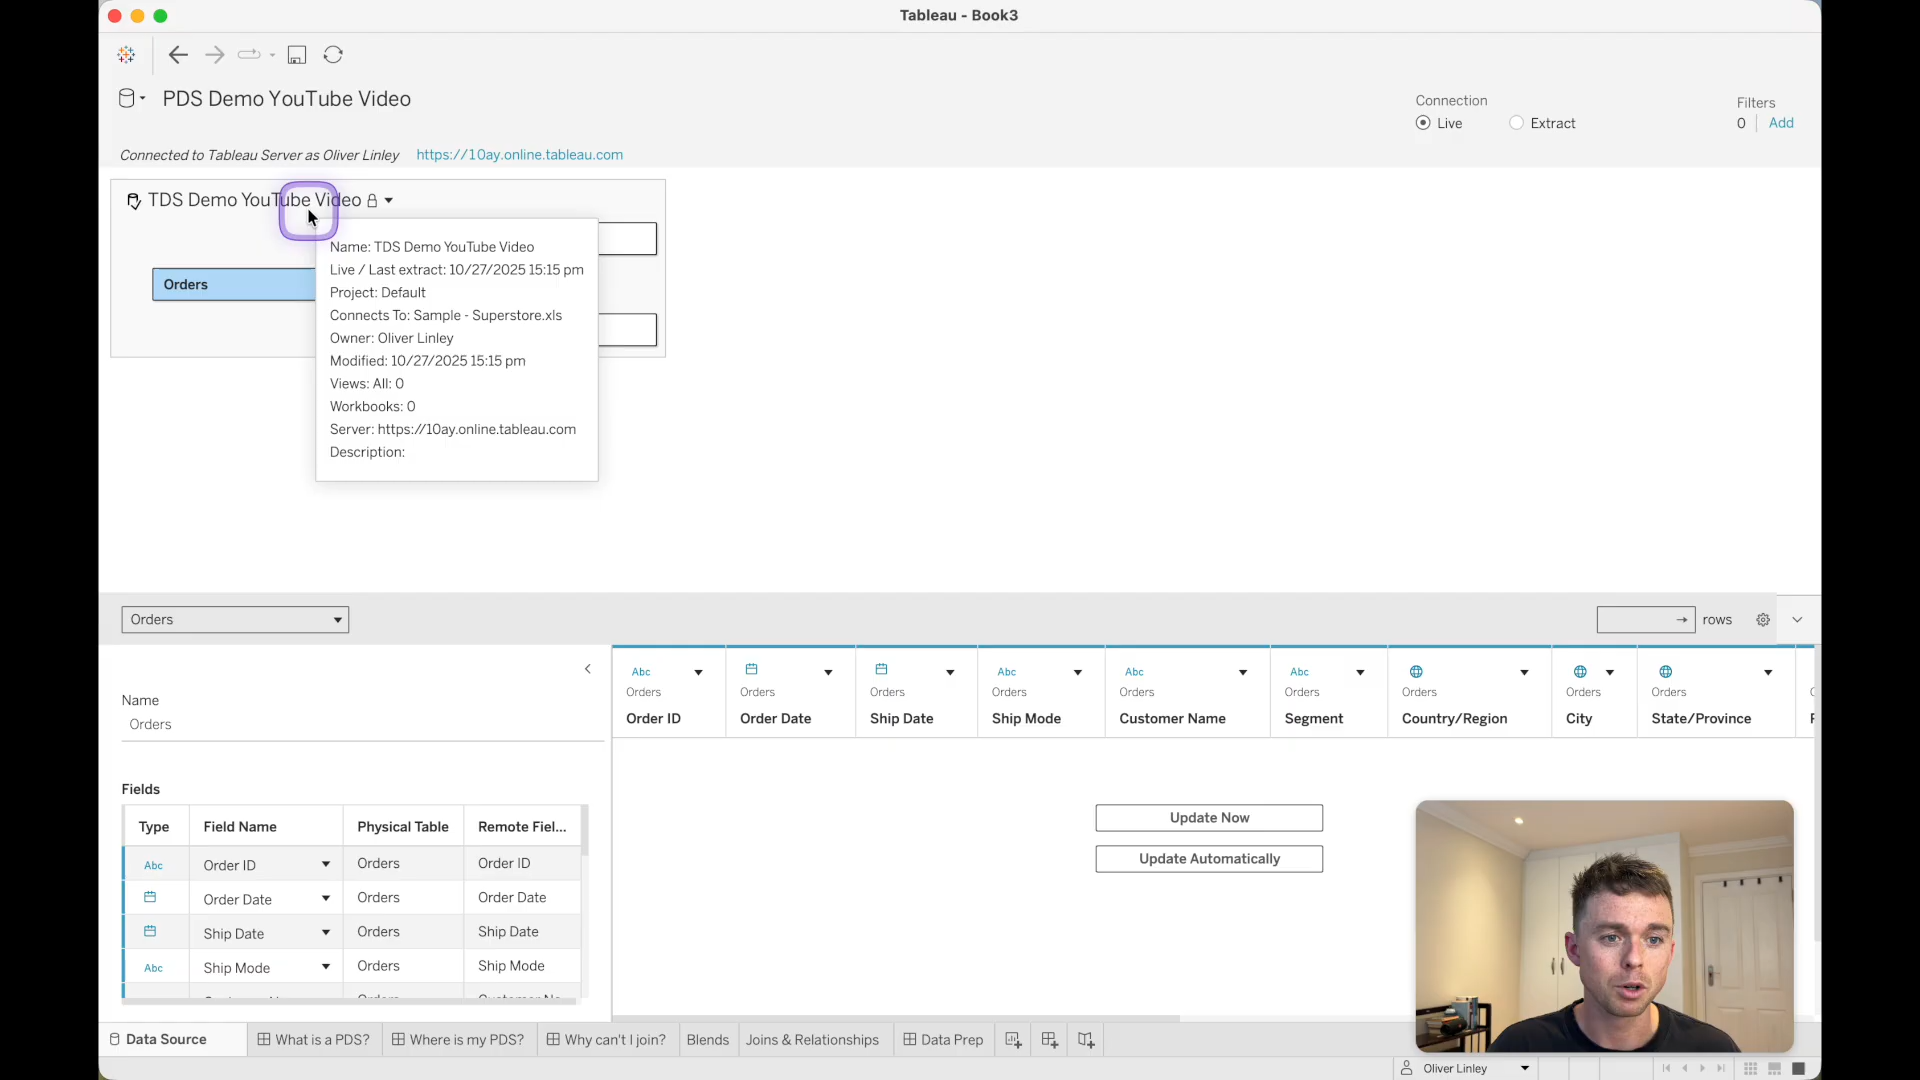 Tableau - Book3
PDS Demo YouTube Video
Connection
Live
Extract
Filters
0
Add
Connected to Tableau Server as Oliver Linley
https://10ay.online.tableau.com
TDS Demo YouTube Video
Name: TDS Demo YouTube Video
Live / Last extract: 10/27/2025 15:15 pm
Project: Default
Connects To: Sample - Superstore.xls
Owner: Oliver Linley
Modified: 10/27/2025 15:15 pm
Views: All: 0
Workbooks: 0
Server: https://10ay.online.tableau.com
Description:
Orders
Orders
rows
Name
Orders
Fields
Type Field Name Physical Table Remote Fiel...
Abc Order ID Orders Order ID
Order Date Orders Order Date
Ship Date Orders Ship Date
Abc Ship Mode Orders Ship Mode
Abc Abc Abc Abc
Orders Orders Orders Orders Orders Orders Orders Orders Orders
Order ID Order Date Ship Date Ship Mode Customer Name Segment Country/Region City State/Province
Update Now
Update Automatically
Data Source What is a PDS? Where is my PDS? Why can't I join? Blends Joins & Relationships Data Prep
Oliver Linley